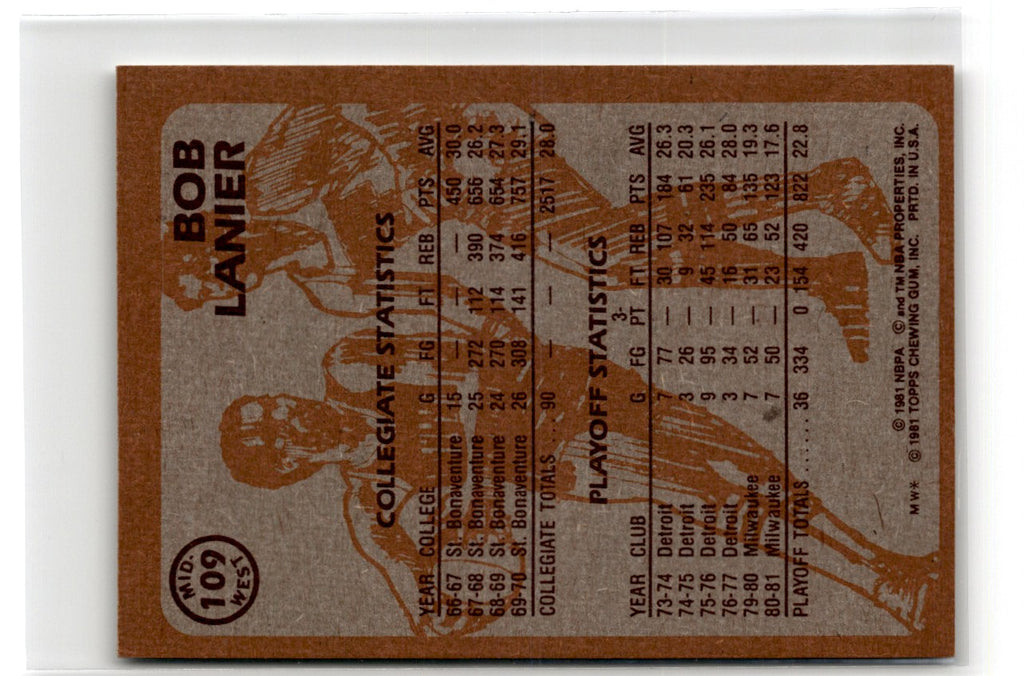 MID.
109
WEST
BOB
LANIER
COLLEGIATE STATISTICS
YEAR COLLEGE G FG FT REB PTS AVG
66-67 St. Bonaventure 15 — — — 450 30.0
67-68 St. Bonaventure 25 272 112 390 656 26.2
68-69 St. Bonaventure 24 270 114 374 654 27.3
69-70 St. Bonaventure 26 308 141 416 757 29.1
COLLEGIATE TOTALS ... 90 — — — 2517 28.0
PLAYOFF STATISTICS
3-
YEAR CLUB G FG PT FT REB PTS AVG
73-74 Detroit 7 77 — 30 107 184 26.3
74-75 Detroit 3 26 — 9 32 61 20.3
75-76 Detroit 9 95 — 45 114 235 26.1
76-77 Detroit 3 34 — 16 50 84 28.0
79-80 Milwaukee 7 52 — 31 65 135 19.3
80-81 Milwaukee 7 50 — 23 52 123 17.6
PLAYOFF TOTALS ....... 36 334 0 154 420 822 22.8
© 1981 NBPA © and TM NBA PROPERTIES, INC.
MW* © 1981 TOPPS CHEWING GUM, INC. PRTD. IN U.S.A.